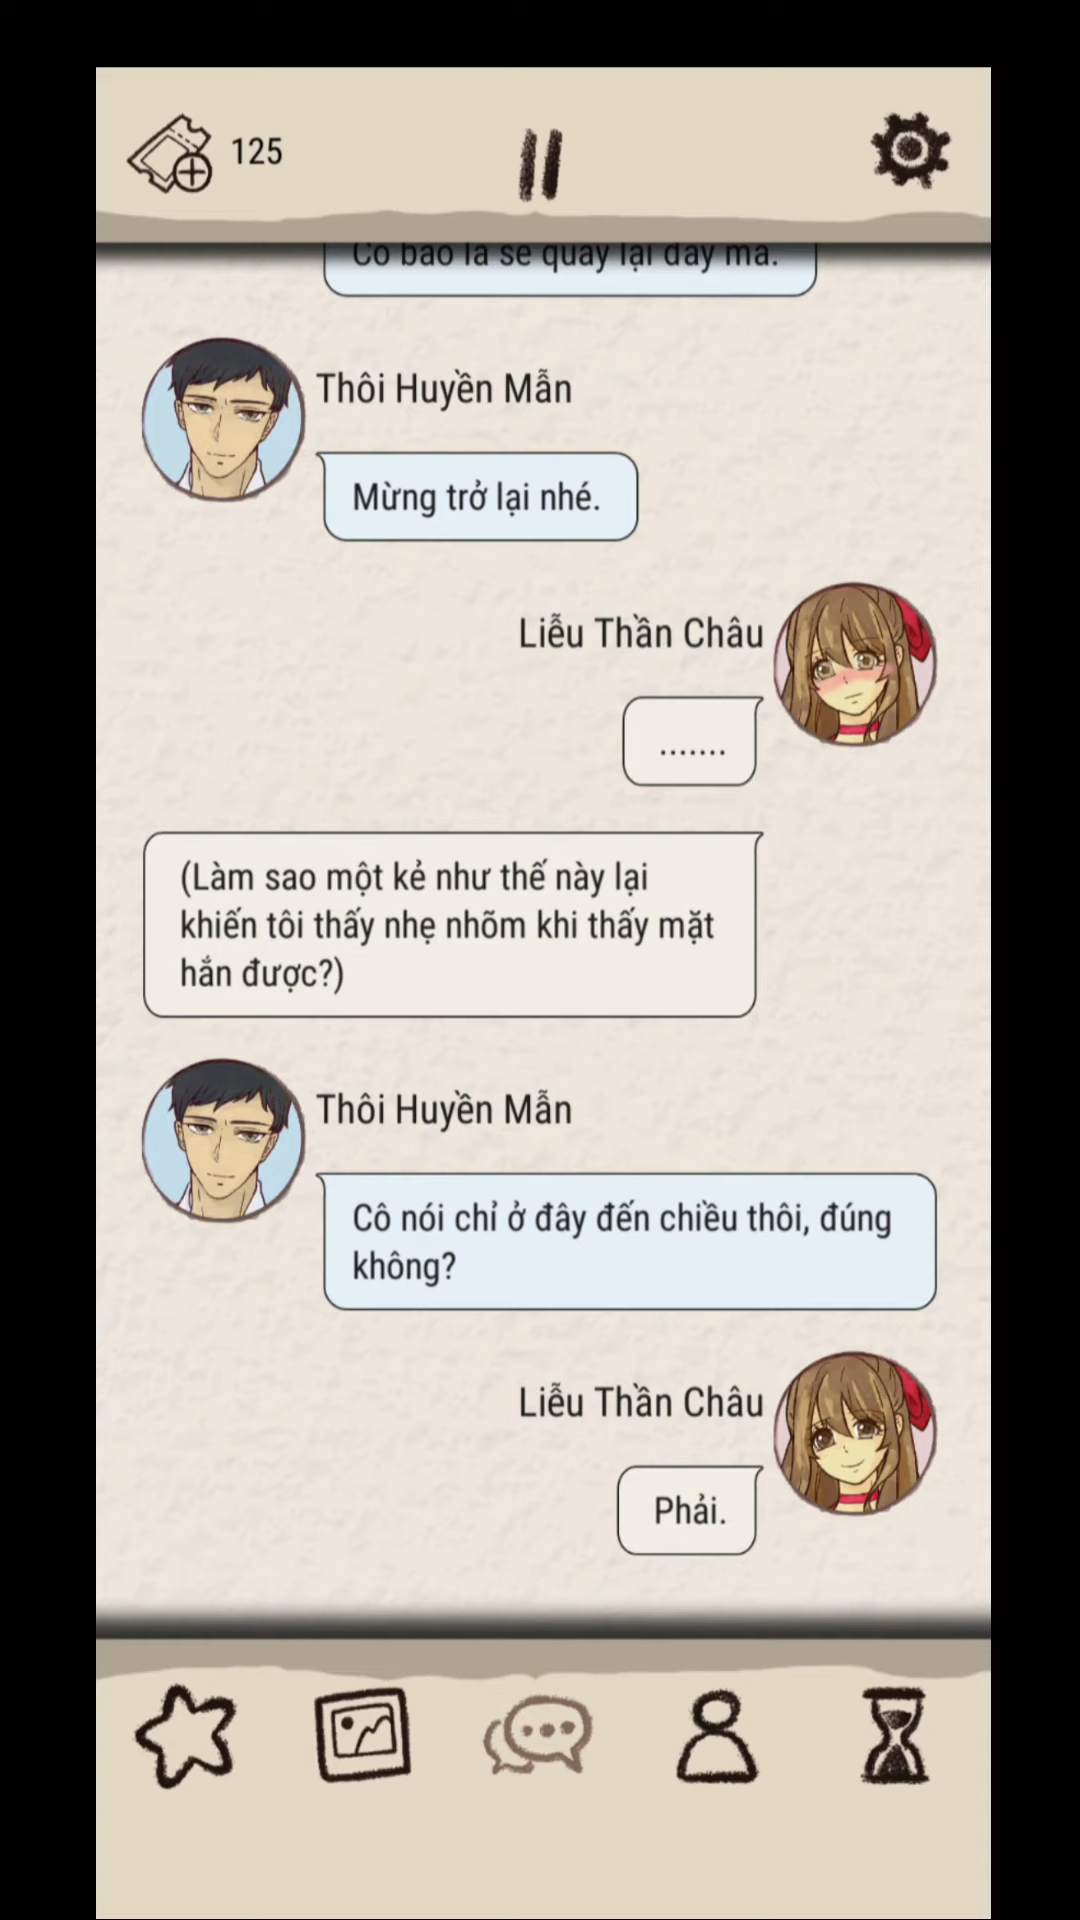 125
Cô bảo là sẽ quay lại đây mà.
Thôi Huyền Mẫn
Mừng trở lại nhé.
Liễu Thần Châu
.......
(Làm sao một kẻ như thế này lại
khiến tôi thấy nhẹ nhõm khi thấy mặt
hắn được?)
Thôi Huyền Mẫn
Cô nói chỉ ở đây đến chiều thôi, đúng
không?
Liễu Thần Châu
Phải.